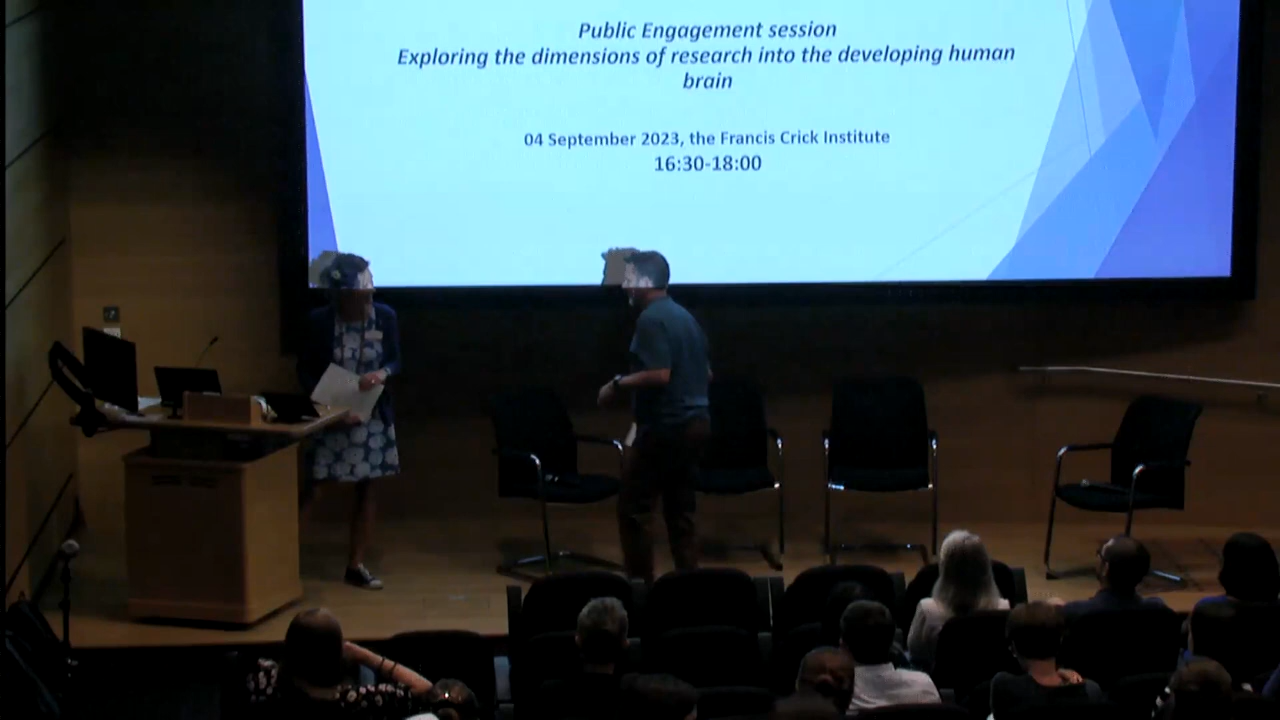 Public Engagement session
Exploring the dimensions of research into the developing human
brain
04 September 2023, the Francis Crick Institute
16:30-18:00